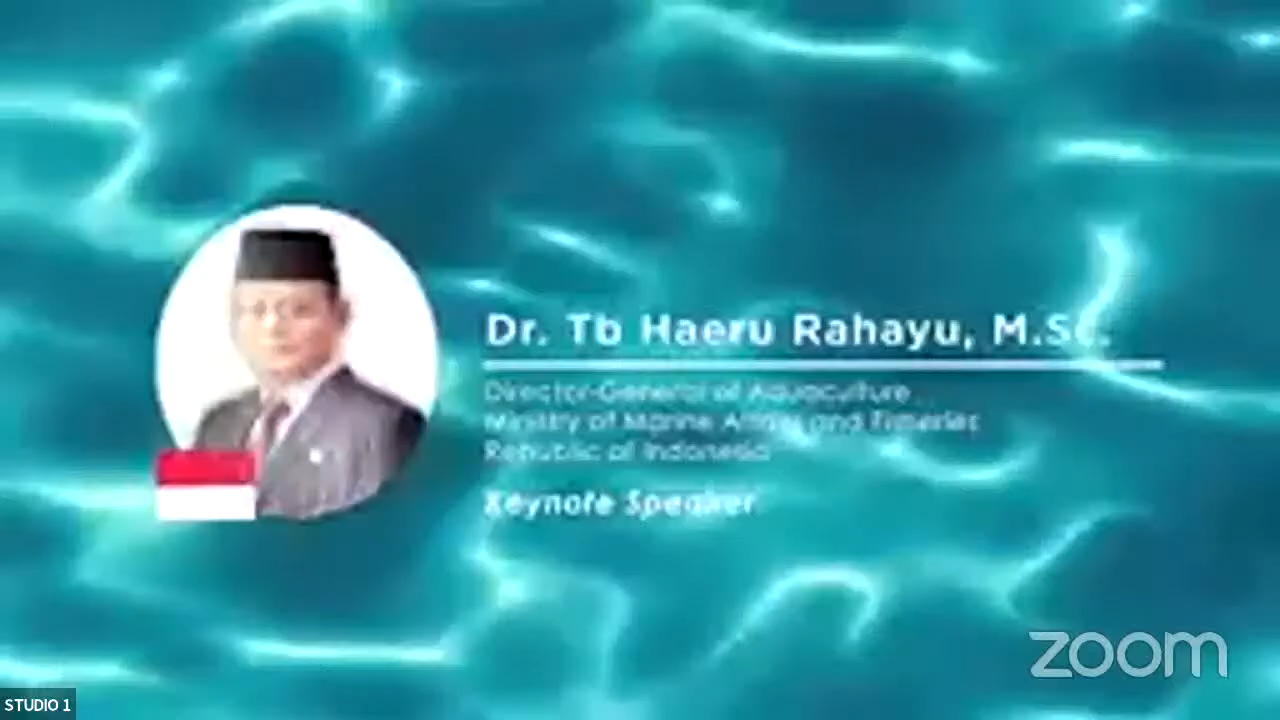 Dr. Tb Haeru Rahayu, M.Sc.
Director-General of Aquaculture
Ministry of Marine Affairs and Fisheries
Republic of Indonesia
Keynote Speaker
zoom
STUDIO 1